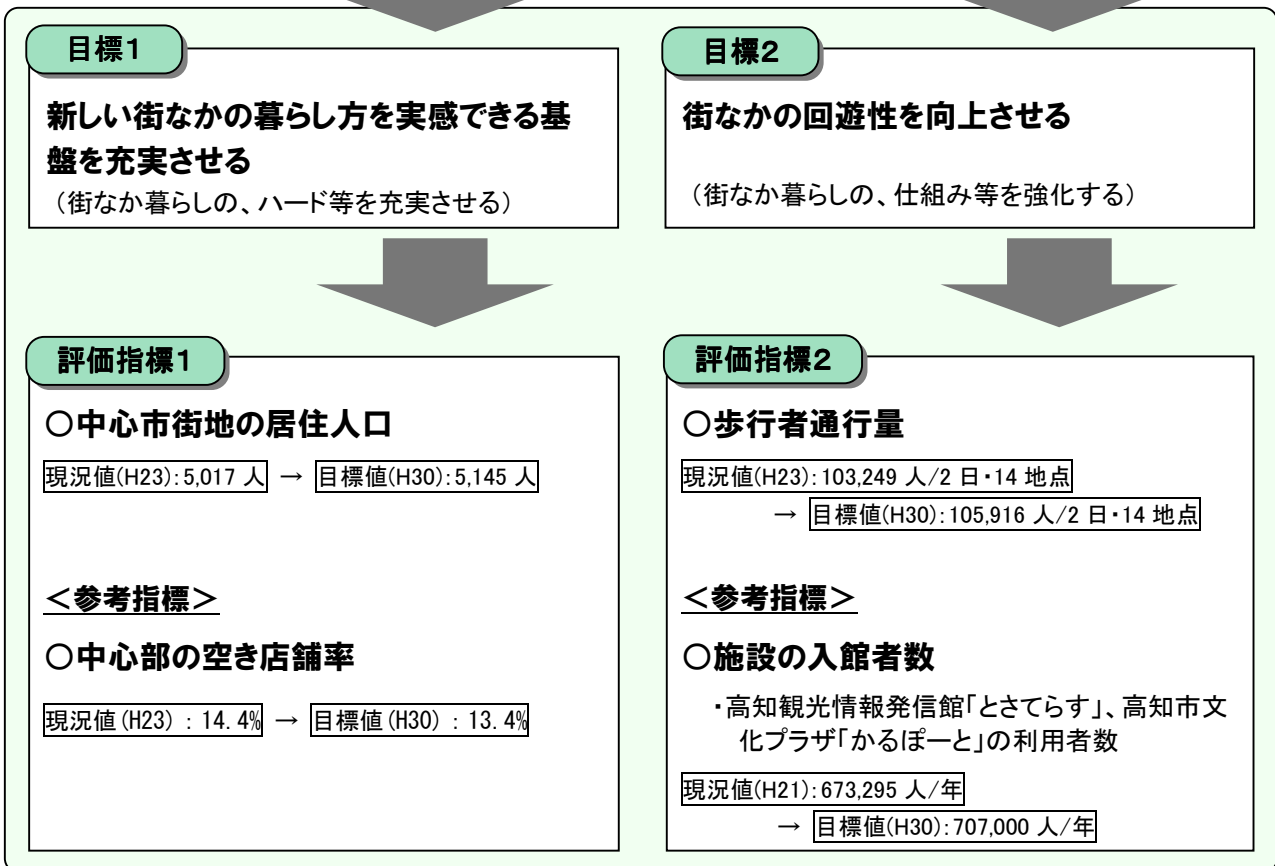 目標1
新しい街なかの暮らし方を実感できる基
盤を充実させる
（街なか暮らしの、ハード等を充実させる）
評価指標1
○中心市街地の居住人口
現況値(H23):5,017 人 → 目標値(H30):5,145 人
＜参考指標＞
○中心部の空き店舗率
現況値(H23) : 14.4% → 目標値(H30) : 13.4%
目標2
街なかの回遊性を向上させる
（街なか暮らしの、仕組み等を強化する）
評価指標2
○歩行者通行量
現況値(H23):103,249 人/2 日・14 地点
→ 目標値(H30):105,916 人/2 日・14 地点
＜参考指標＞
○施設の入館者数
・高知観光情報発信館「とさてらす」、高知市文
化プラザ「かるぽーと」の利用者数
現況値(H21):673,295 人/年
→ 目標値(H30):707,000 人/年